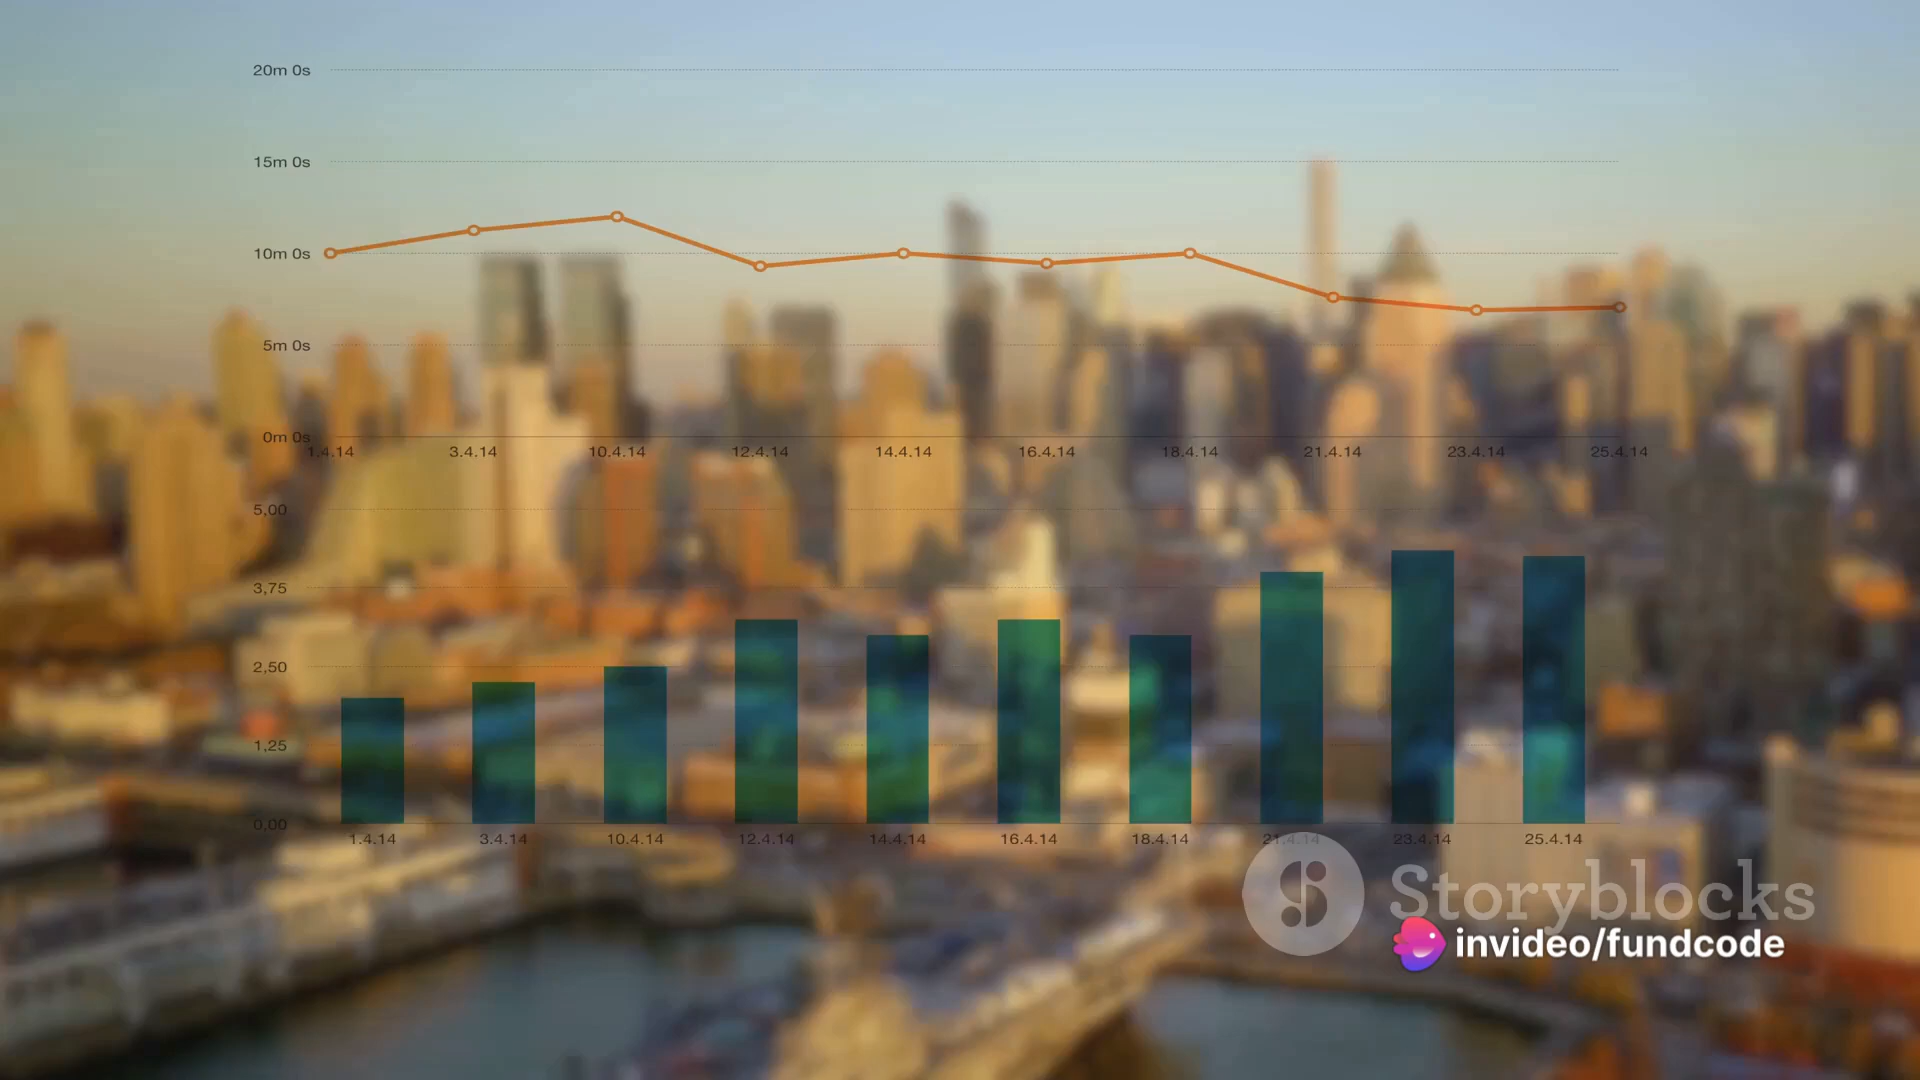 20m 0s
15m 0s
10m 0s
5m 0s
0m 0s
1.4.14 3.4.14 10.4.14 12.4.14 14.4.14 16.4.14 18.4.14 21.4.14 23.4.14 25.4.14
5,00
3,75
2,50
1,25
0,00
1.4.14 3.4.14 10.4.14 12.4.14 14.4.14 16.4.14 18.4.14 21.4.14 23.4.14 25.4.14
Storyblocks
invideo/fundcode